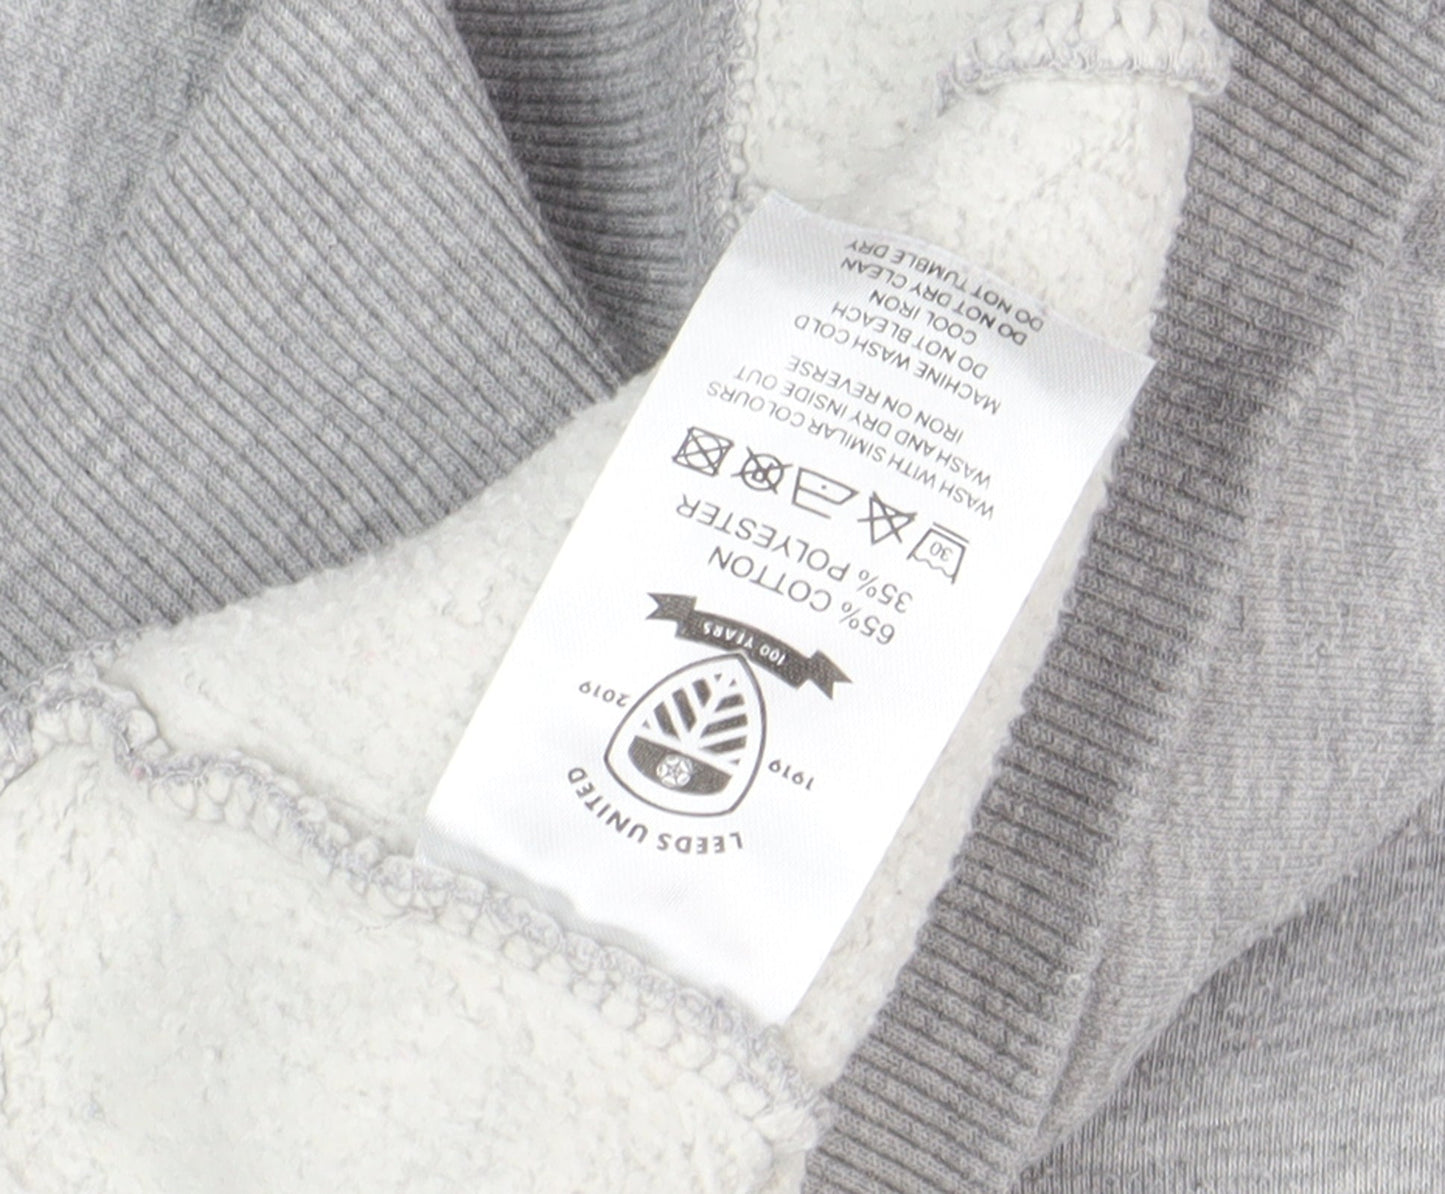 LEEDS UNITED
1919 2019
100 YEARS
65% COTTON
35% POLYESTER
30
P
WASH WITH SIMILAR COLOURS
WASH AND DRY INSIDE OUT
IRON ON REVERSE
MACHINE WASH COLD
DO NOT BLEACH
COOL IRON
DO NOT DRY CLEAN
DO NOT TUMBLE DRY